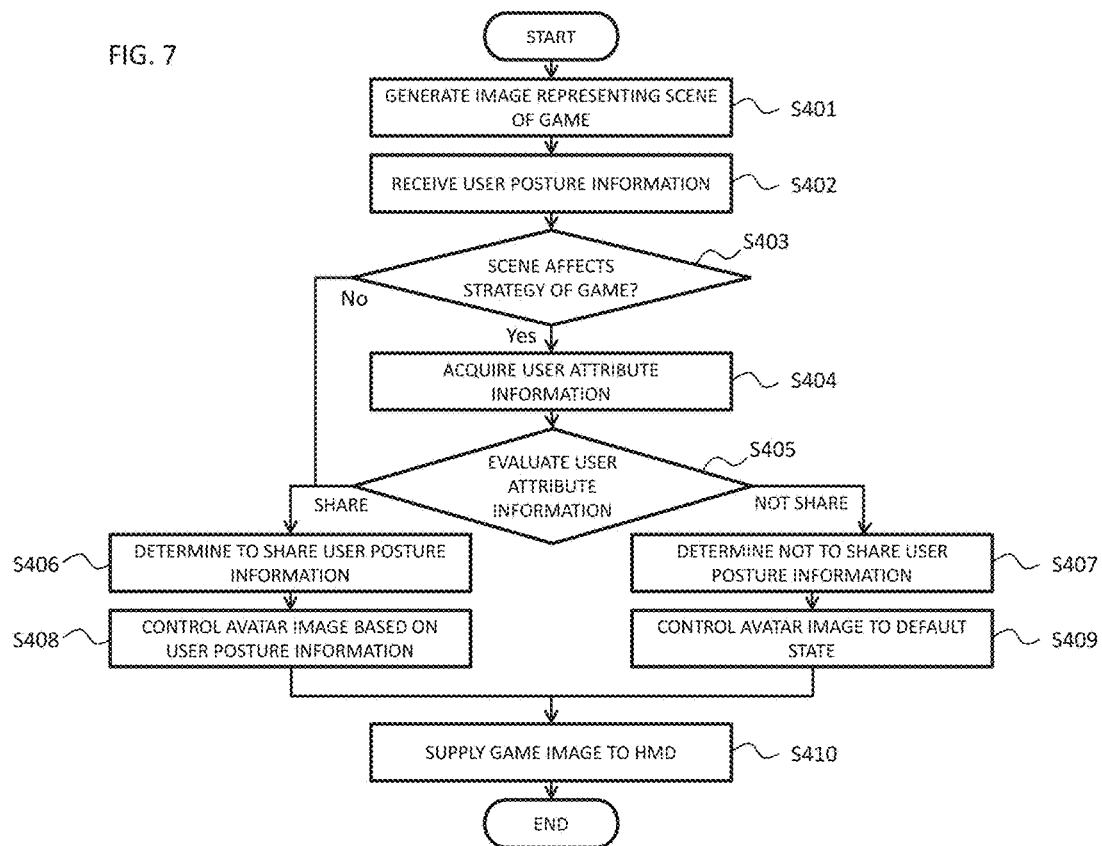 FIG. 7
START
GENERATE IMAGE REPRESENTING SCENE
OF GAME
S401
RECEIVE USER POSTURE INFORMATION
S402
S403
SCENE AFFECTS
STRATEGY OF GAME?
No
Yes
ACQUIRE USER ATTRIBUTE
INFORMATION
S404
S405
EVALUATE USER
ATTRIBUTE
INFORMATION
SHARE
NOT SHARE
S406
DETERMINE TO SHARE USER POSTURE
INFORMATION
DETERMINE NOT TO SHARE USER
POSTURE INFORMATION
S407
S408
CONTROL AVATAR IMAGE BASED ON
USER POSTURE INFORMATION
CONTROL AVATAR IMAGE TO DEFAULT
STATE
S409
SUPPLY GAME IMAGE TO HMD
S410
END